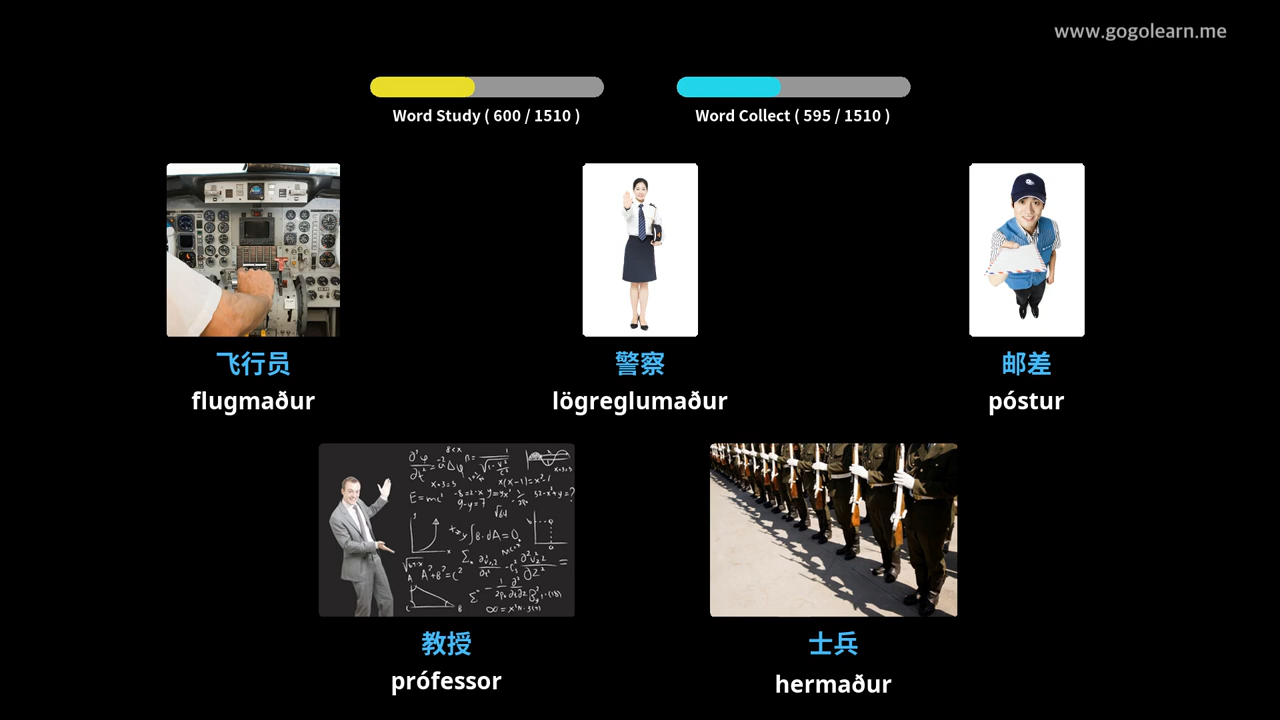 www.gogolearn.me
Word Study ( 600 / 1510 )
Word Collect ( 595 / 1510 )
飞行员
警察
邮差
flugmaður
lögreglumaður
póstur
教授
士兵
prófessor
hermaður